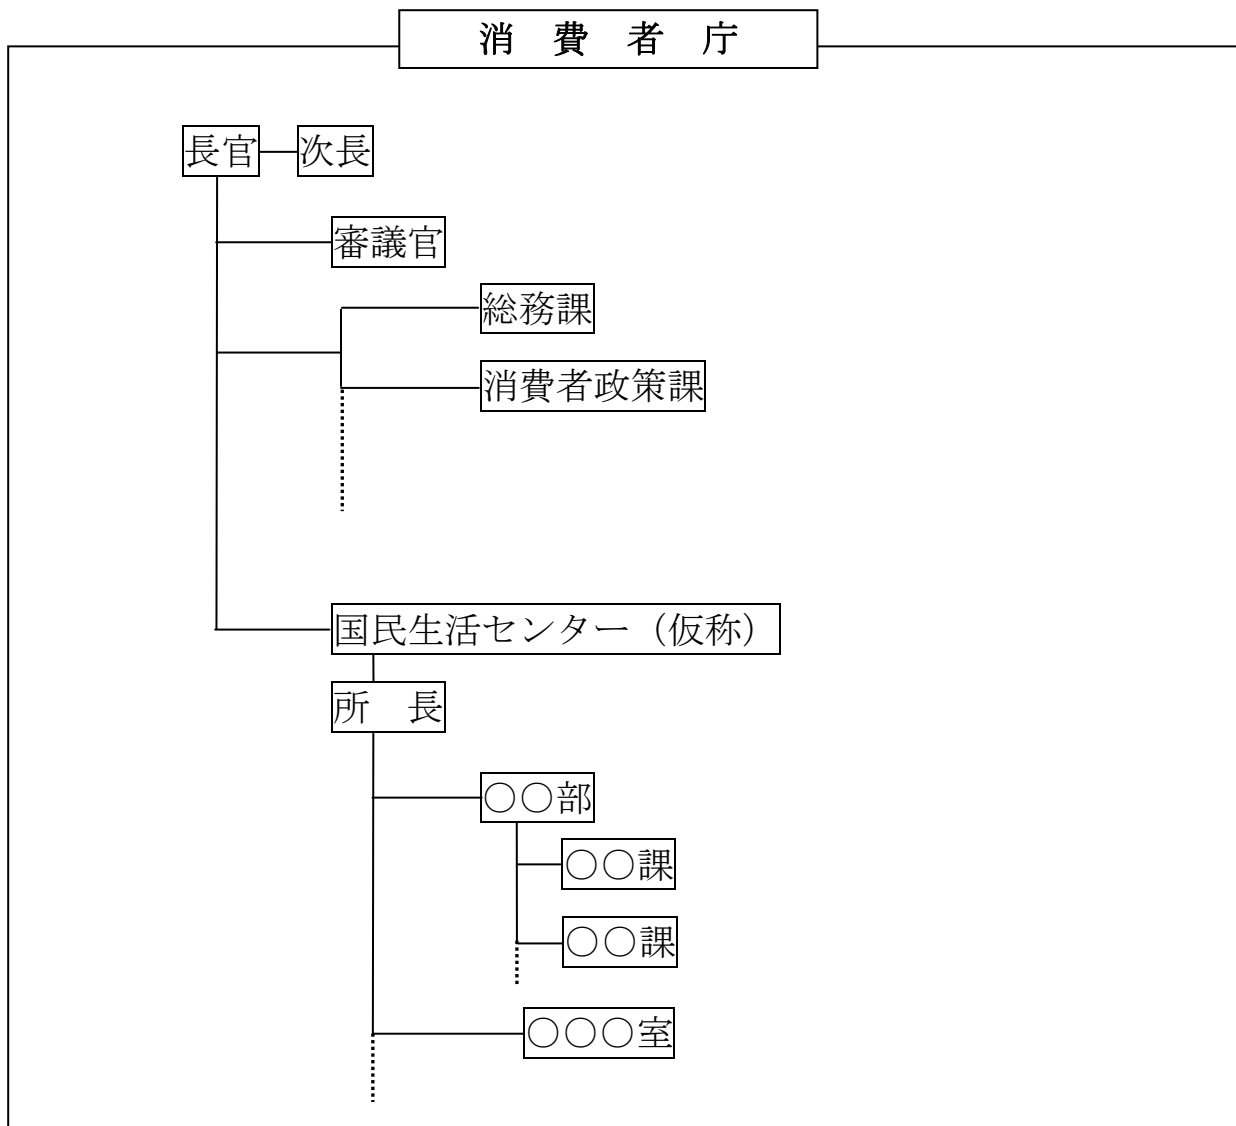 消 費 者 庁
長官 次長
審議官
総務課
消費者政策課
国民生活センター（仮称）
所 長
○○部
○○課
○○課
○○○室